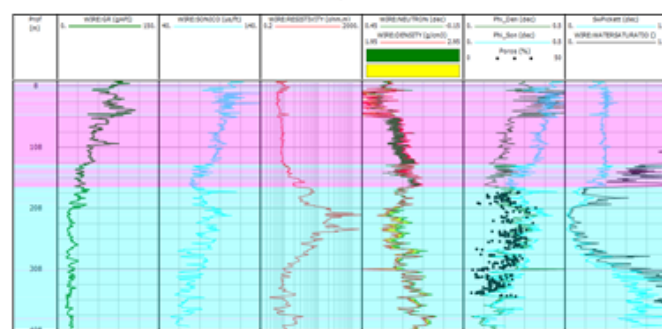 Prof
(m)
WIRE:GR (gAPI)
0. 150.
WIRE:SONICO (us/ft)
40. 140.
WIRE:RESISTIVITY (ohm.m)
0.2 2000.
WIRE:NEUTRON (dec)
0.45 -0.15
WIRE:DENSITY (g/cm3)
1.95 2.95
Phi_Den (dec)
0. 0.5
Phi_Son (dec)
0. 0.5
Poros (%)
0 50
SwPickett (dec)
0.
WIRE:WATERSATURATIO ()
0.
0
100
200
300